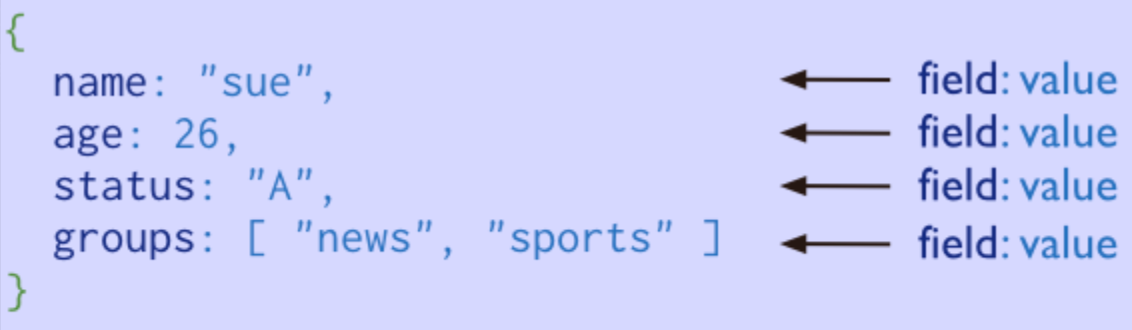 {
name: "sue", field: value
age: 26, field: value
status: "A", field: value
groups: [ "news", "sports" ] field: value
}